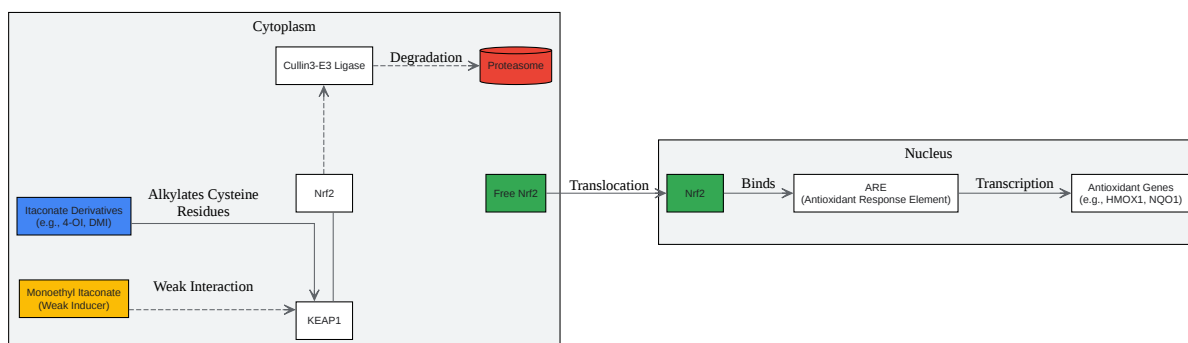 Cytoplasm
Cullin3-E3 Ligase
Degradation
Proteasome
Nrf2
Alkylates Cysteine
Residues
Itaconate Derivatives
(e.g., 4-OI, DMI)
Monoethyl Itaconate
(Weak Inducer)
Weak Interaction
KEAP1
Free Nrf2
Translocation
Nucleus
Nrf2
Binds
ARE
(Antioxidant Response Element)
Transcription
Antioxidant Genes
(e.g., HMOX1, NQO1)